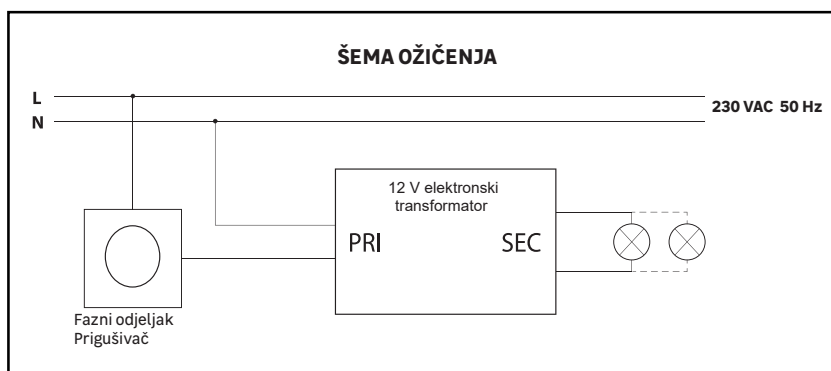 ŠEMA OŽIČENJA
L
N
230 VAC 50 Hz
12 V elektronski
transformator
PRI
SEC
Fazni odjeljak
Prigušivač